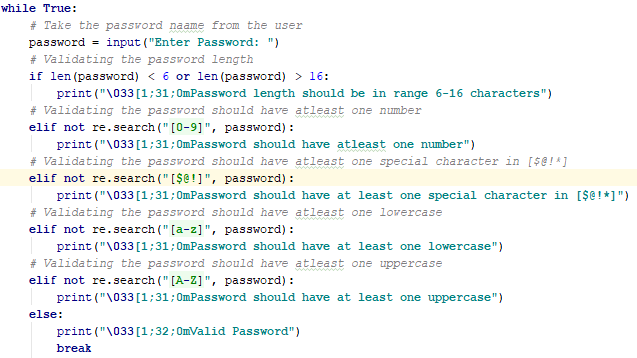 while True:
    # Take the password naame from the user
    password = input("Enter Password: ")
    # Validating the password length
    if len(password) < 6 or len(password) > 16:
        print("\033[1;31;0mPassword length should be in range 6-16 characters")
    # Validating the password should have atleast one number
    elif not re.search("[0-9]", password):
        print("\033[1;31;0mPassword should have atleast one number")
    # Validating the password should have atleast one special character in [$@!*]
    elif not re.search("[$@!]", password):
        print("\033[1;31;0mPassword should have at least one special character in [$@!*]")
    # Validating the password should have atleast one lowercase
    elif not re.search("[a-z]", password):
        print("\033[1;31;0mPassword should have at least one lowercase")
    # Validating the password should have atleast one uppercase
    elif not re.search("[A-Z]", password):
        print("\033[1;31;0mPassword should have at least one uppercase")
    else:
        print("\033[1;32;0mValid Password")
        break